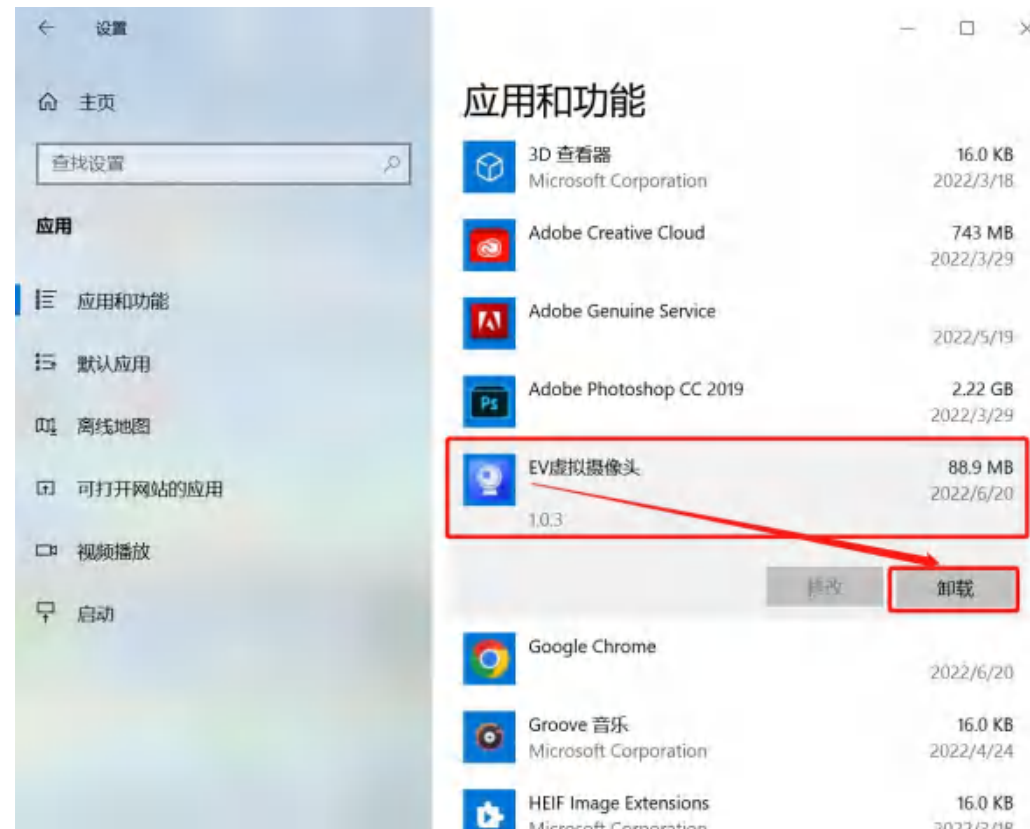 设置
主页
查找设置
应用
应用和功能
默认应用
离线地图
可打开网站的应用
视频播放
启动
应用和功能
3D 查看器
16.0 KB
Microsoft Corporation
2022/3/18
Adobe Creative Cloud
743 MB
2022/3/29
Adobe Genuine Service
2022/5/19
Adobe Photoshop CC 2019
2.22 GB
Ps
2022/3/29
EV虚拟摄像头
88.9 MB
2022/6/20
1.0.3
修改
卸载
Google Chrome
2022/6/20
Groove 音乐
16.0 KB
Microsoft Corporation
2022/4/24
HEIF Image Extensions
16.0 KB
Microsoft Corporation
2022/3/18